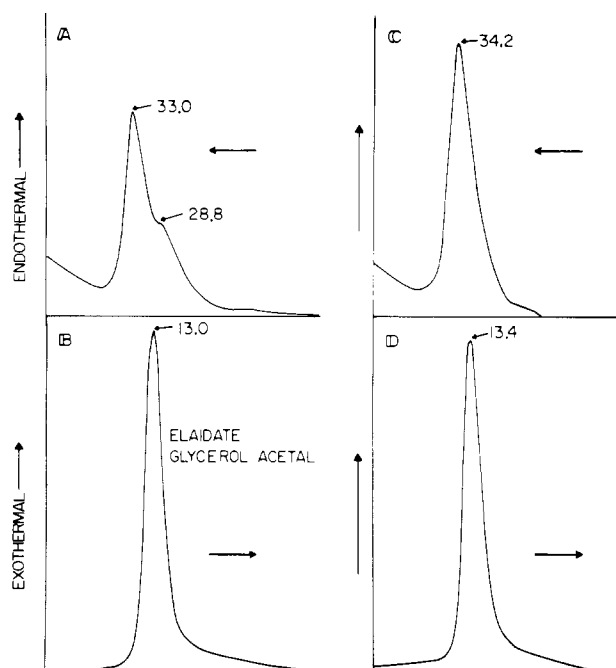 A
33.0
28.8
ENDOTHERMAL
C
34.2
B
13.0
ELAIDATE
GLYCEROL ACETAL
EXOTHERMAL
D
13.4